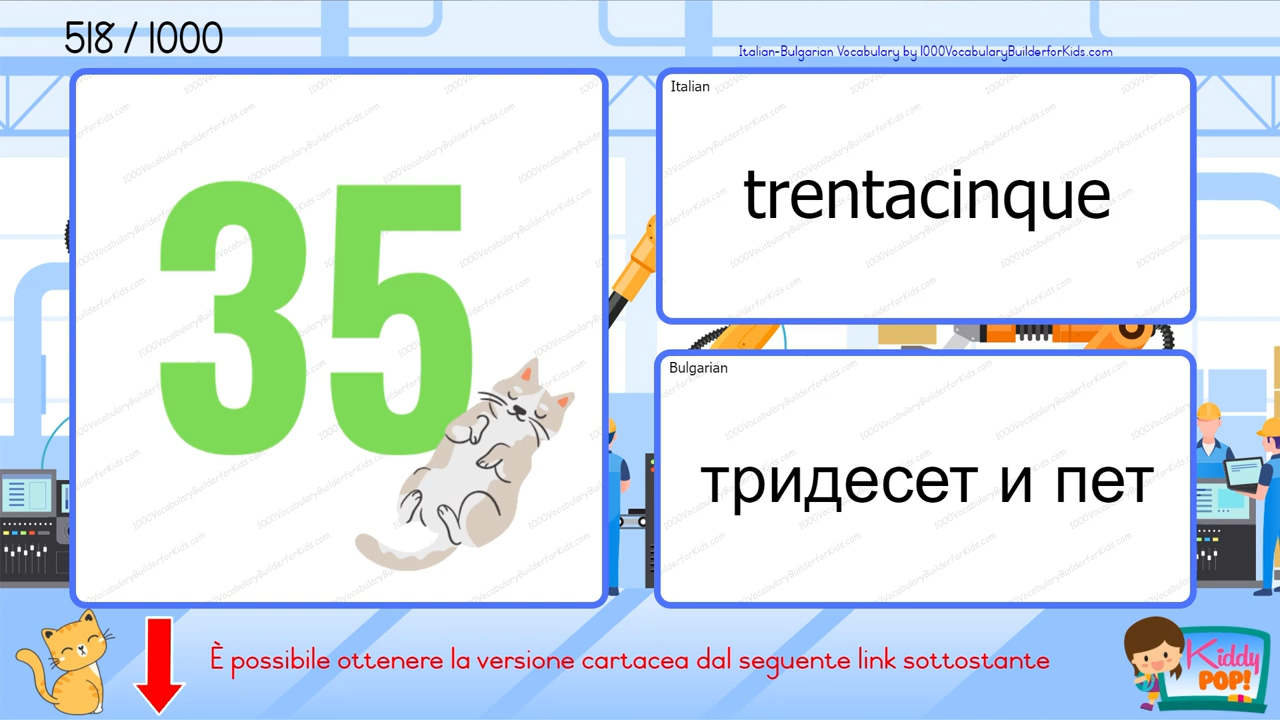 518 / 1000
Italian-Bulgarian Vocabulary by 1000VocabularyBuilderforKids.com
35
Italian
trentacinque
Bulgarian
тридесет и пет
È possibile ottenere la versione cartacea dal seguente link sottostante
Kiddy
POP!